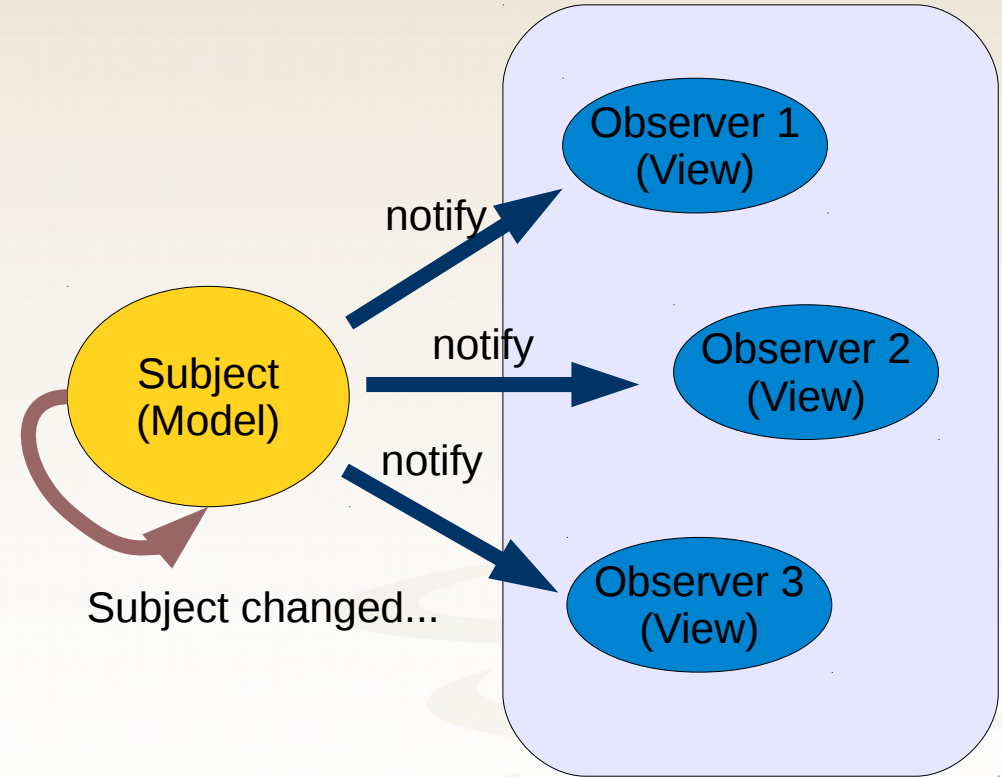 Observer 1
(View)
notify
notify
Observer 2
(View)
Subject
(Model)
notify
Observer 3
(View)
Subject changed...